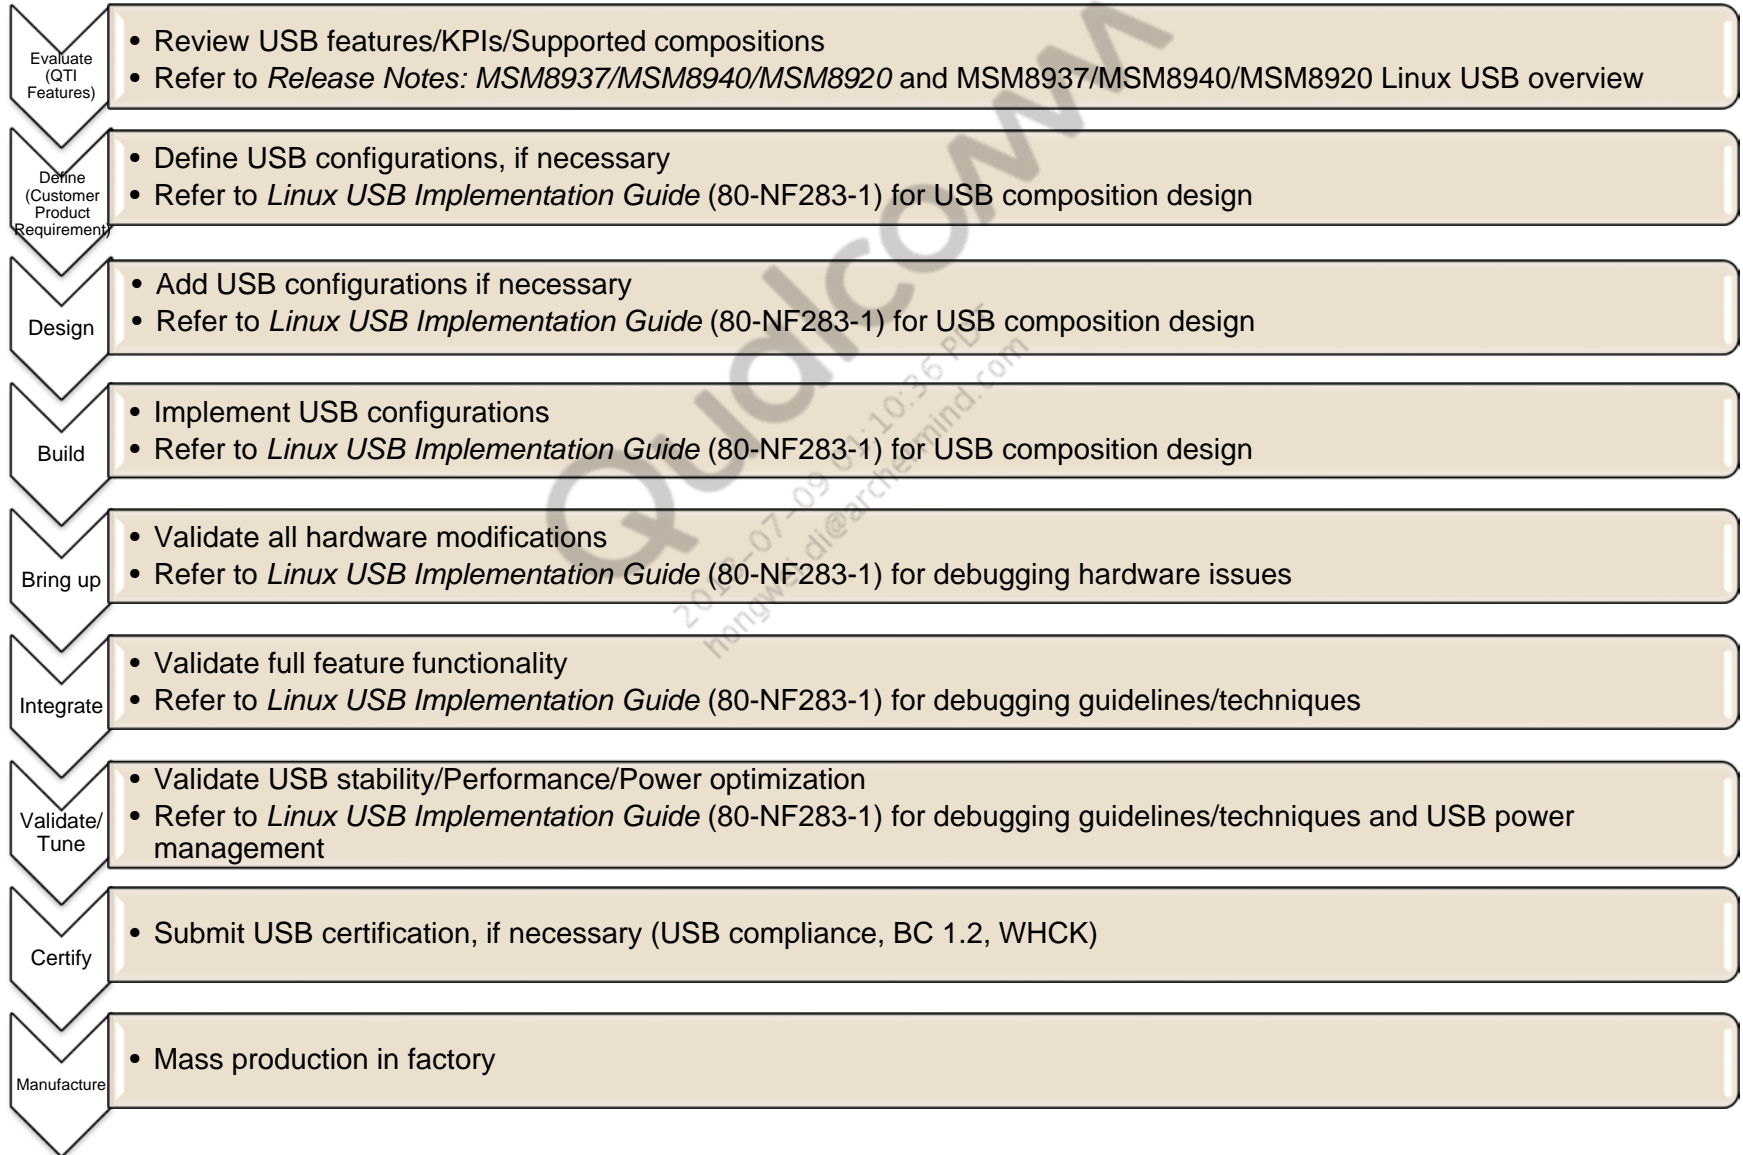 Evaluate
(QTI
Features)
• Review USB features/KPIs/Supported compositions
• Refer to Release Notes: MSM8937/MSM8940/MSM8920 and MSM8937/MSM8940/MSM8920 Linux USB overview
Define
(Customer
Product
Requirement)
• Define USB configurations, if necessary
• Refer to Linux USB Implementation Guide (80-NF283-1) for USB composition design
Design
• Add USB configurations if necessary
• Refer to Linux USB Implementation Guide (80-NF283-1) for USB composition design
Build
• Implement USB configurations
• Refer to Linux USB Implementation Guide (80-NF283-1) for USB composition design
Bring up
• Validate all hardware modifications
• Refer to Linux USB Implementation Guide (80-NF283-1) for debugging hardware issues
Integrate
• Validate full feature functionality
• Refer to Linux USB Implementation Guide (80-NF283-1) for debugging guidelines/techniques
Validate/
Tune
• Validate USB stability/Performance/Power optimization
• Refer to Linux USB Implementation Guide (80-NF283-1) for debugging guidelines/techniques and USB power
management
Certify
• Submit USB certification, if necessary (USB compliance, BC 1.2, WHCK)
Manufacture
• Mass production in factory
Qualcomm
01:10:36 PDT